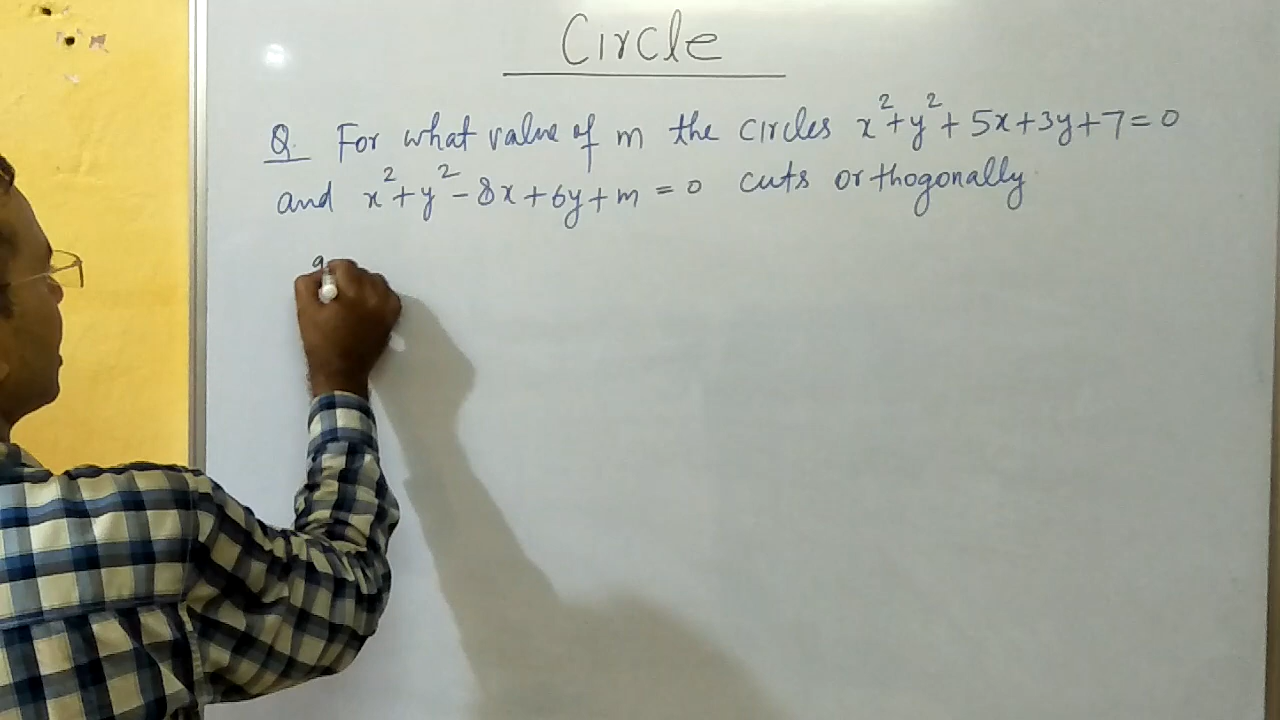 Circle
Q. For what value of m the circles x²+y²+5x+3y+7=0
and x²+y²-8x+6y+m=0 cuts orthogonally.
g